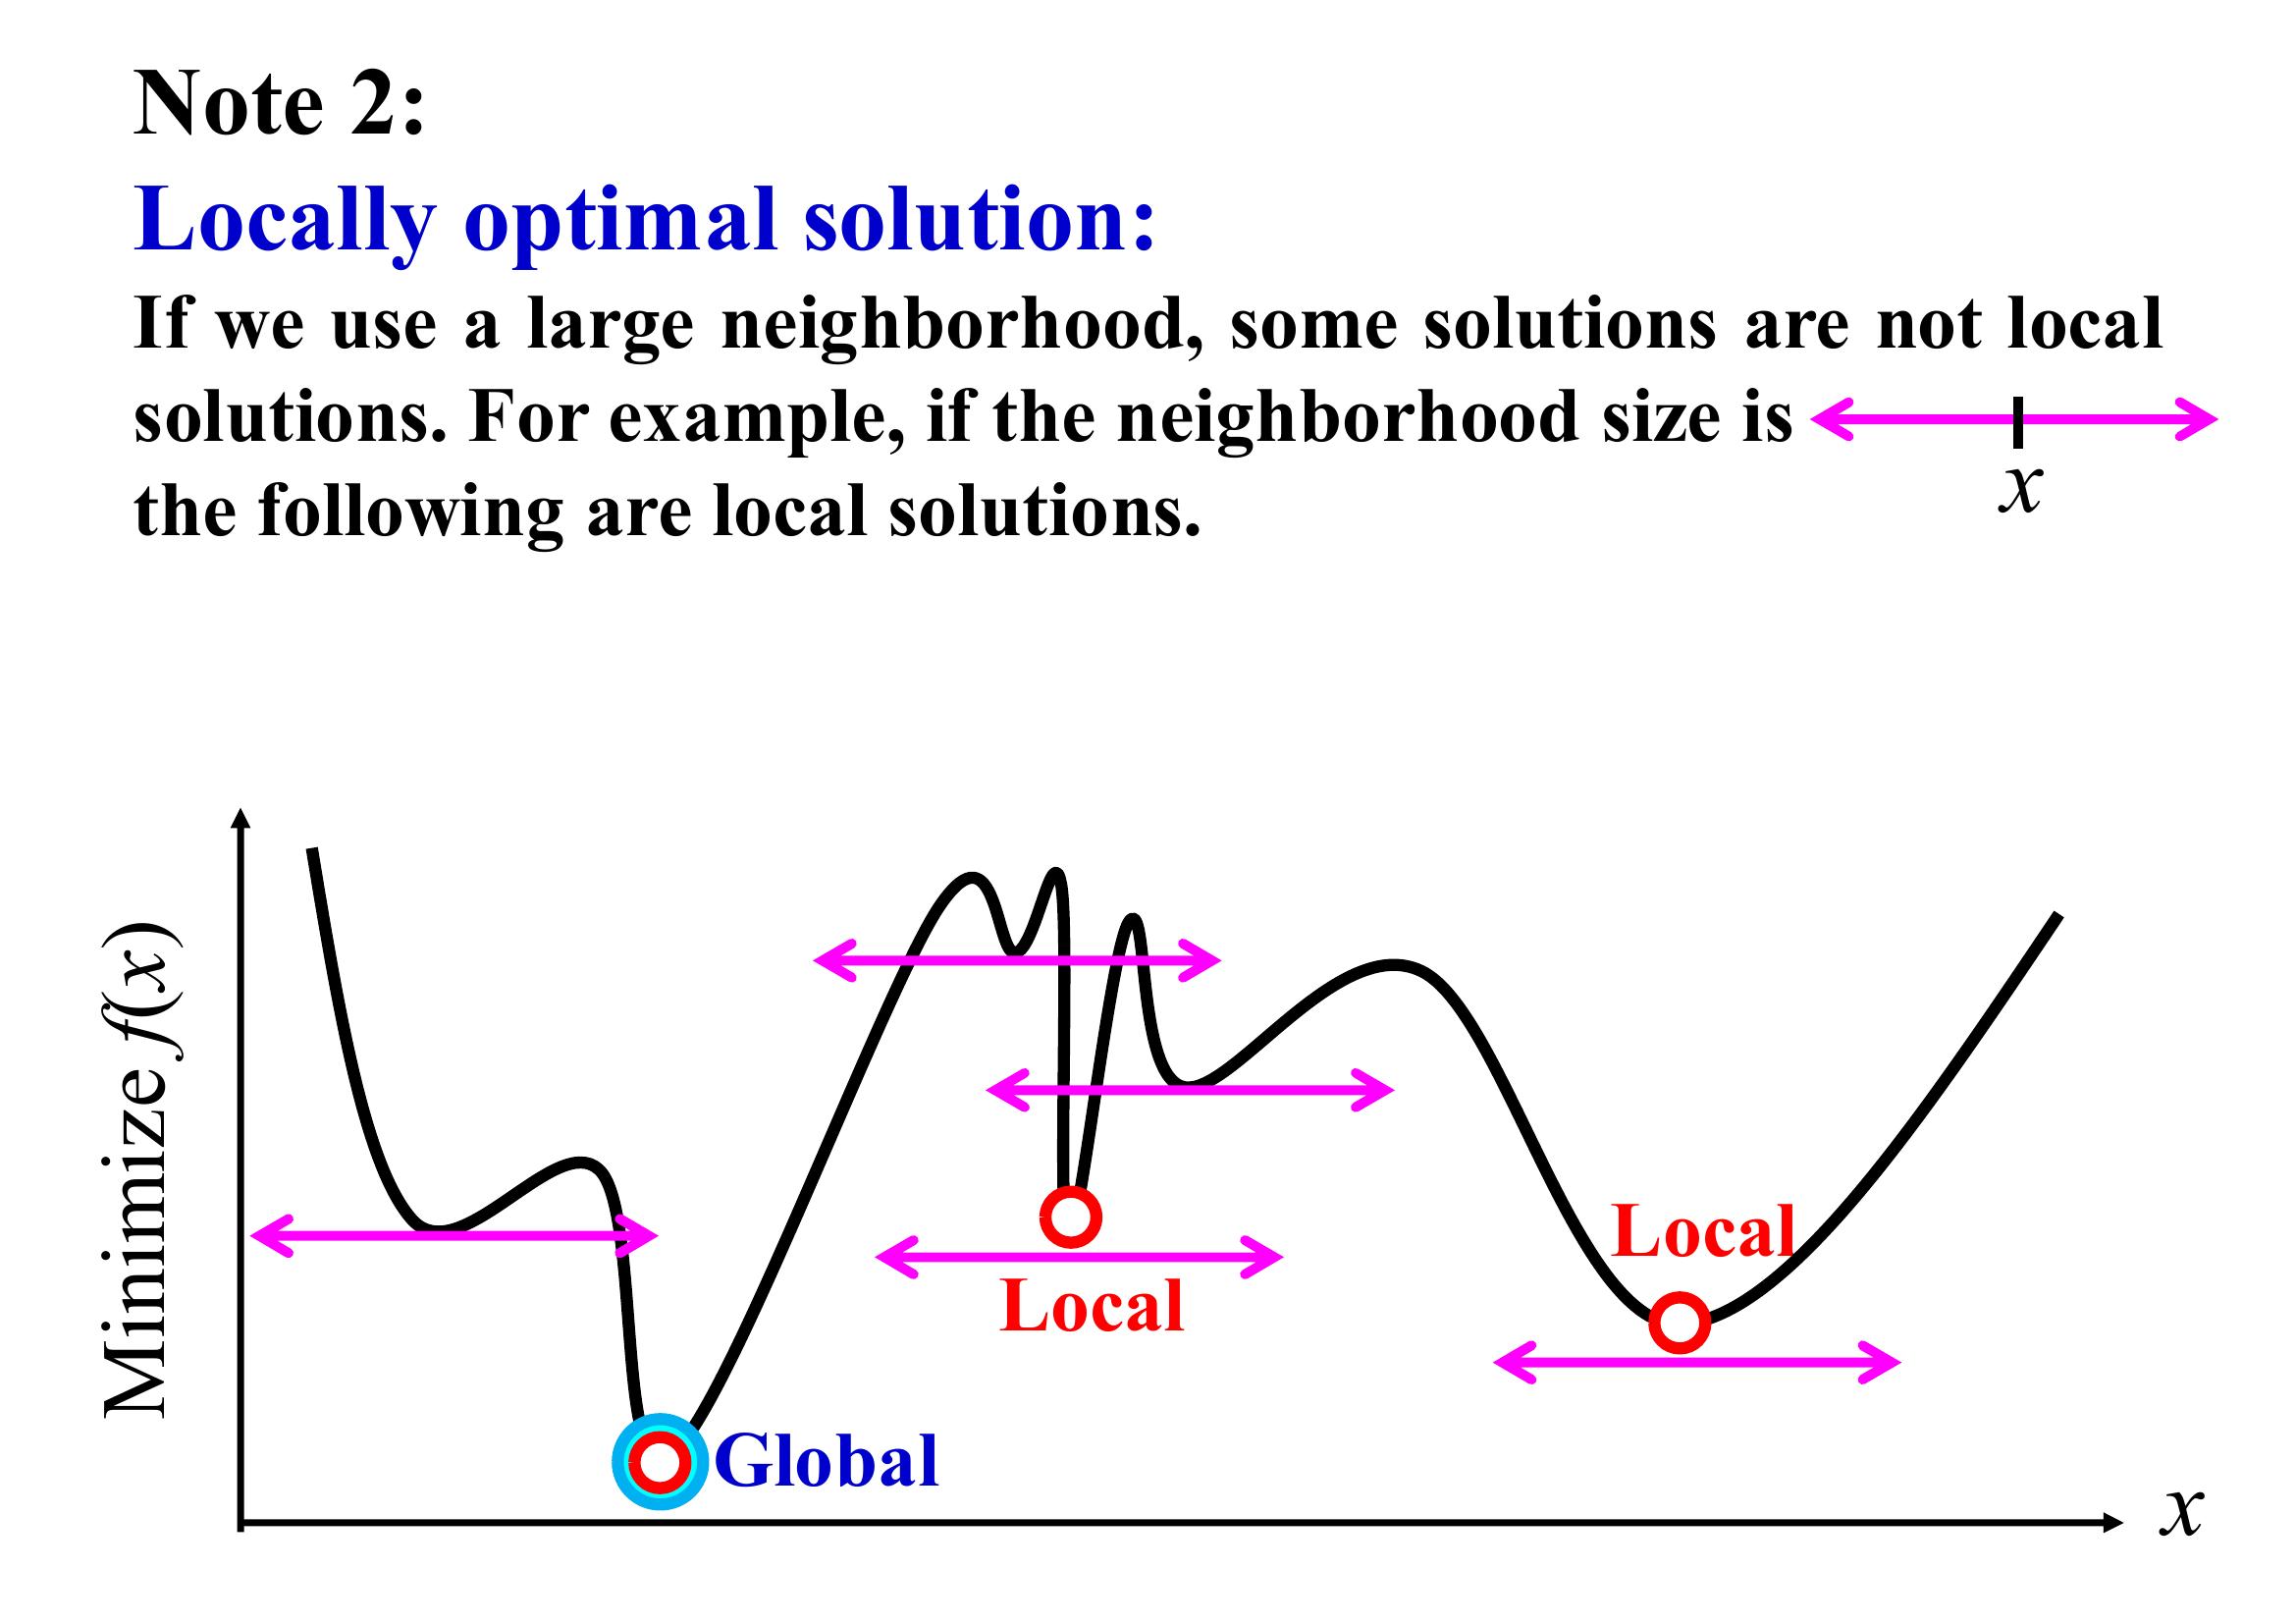 Note 2:
Locally optimal solution:
If we use a large neighborhood, some solutions are not local
solutions. For example, if the neighborhood size is
x
the following are local solutions.
Minimize f(x)
Local
Local
Global
x